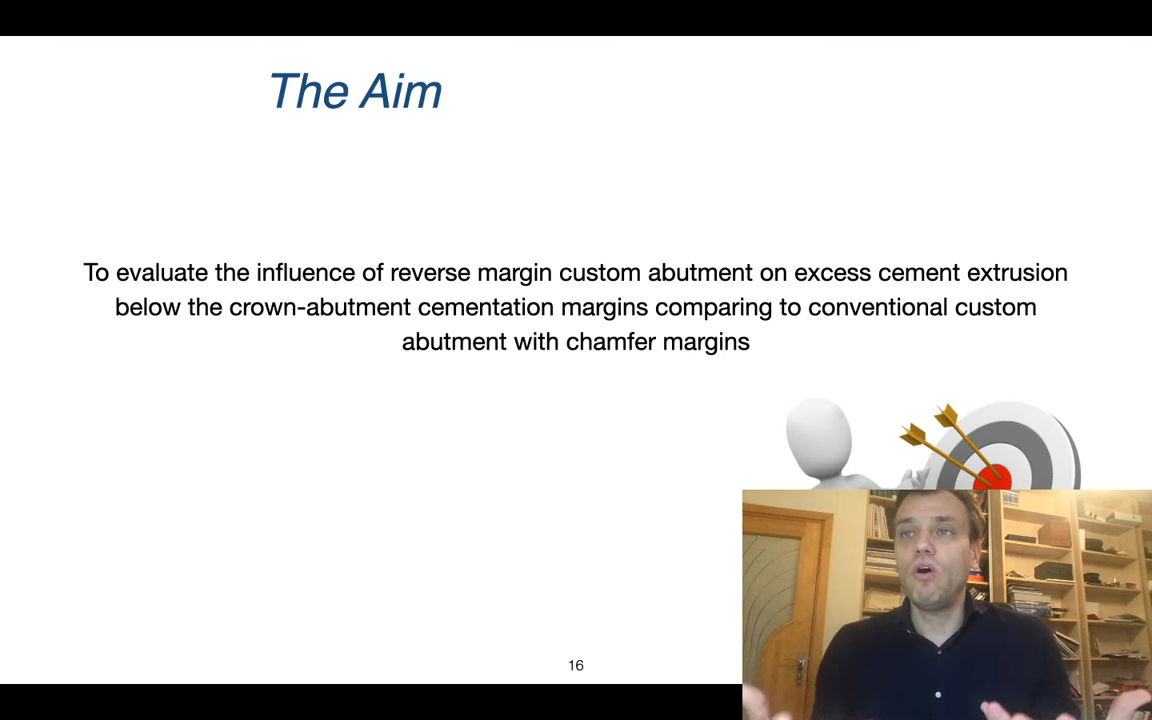 The Aim
To evaluate the influence of reverse margin custom abutment on excess cement extrusion
below the crown-abutment cementation margins comparing to conventional custom
abutment with chamfer margins
16